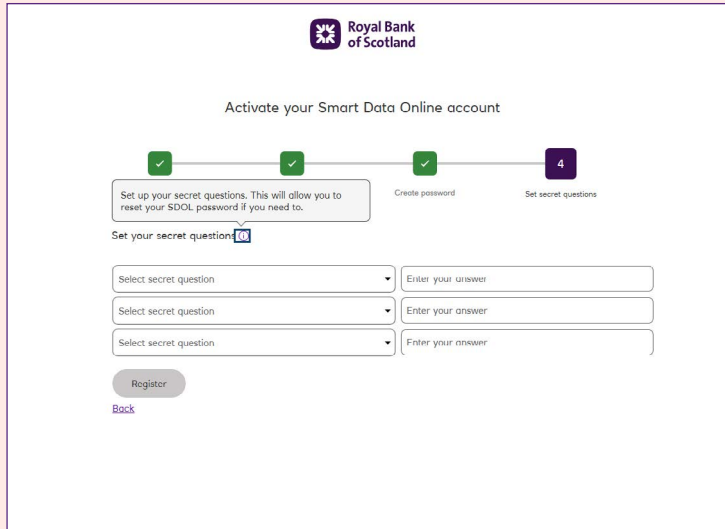 Royal Bank
of Scotland
Activate your Smart Data Online account
4
Set up your secret questions. This will allow you to
reset your SDOL password if you need to.
Create password
Set secret questions
Set your secret questions
Select secret question
Enter your answer
Select secret question
Enter your answer
Select secret question
Enter your answer
Register
Back